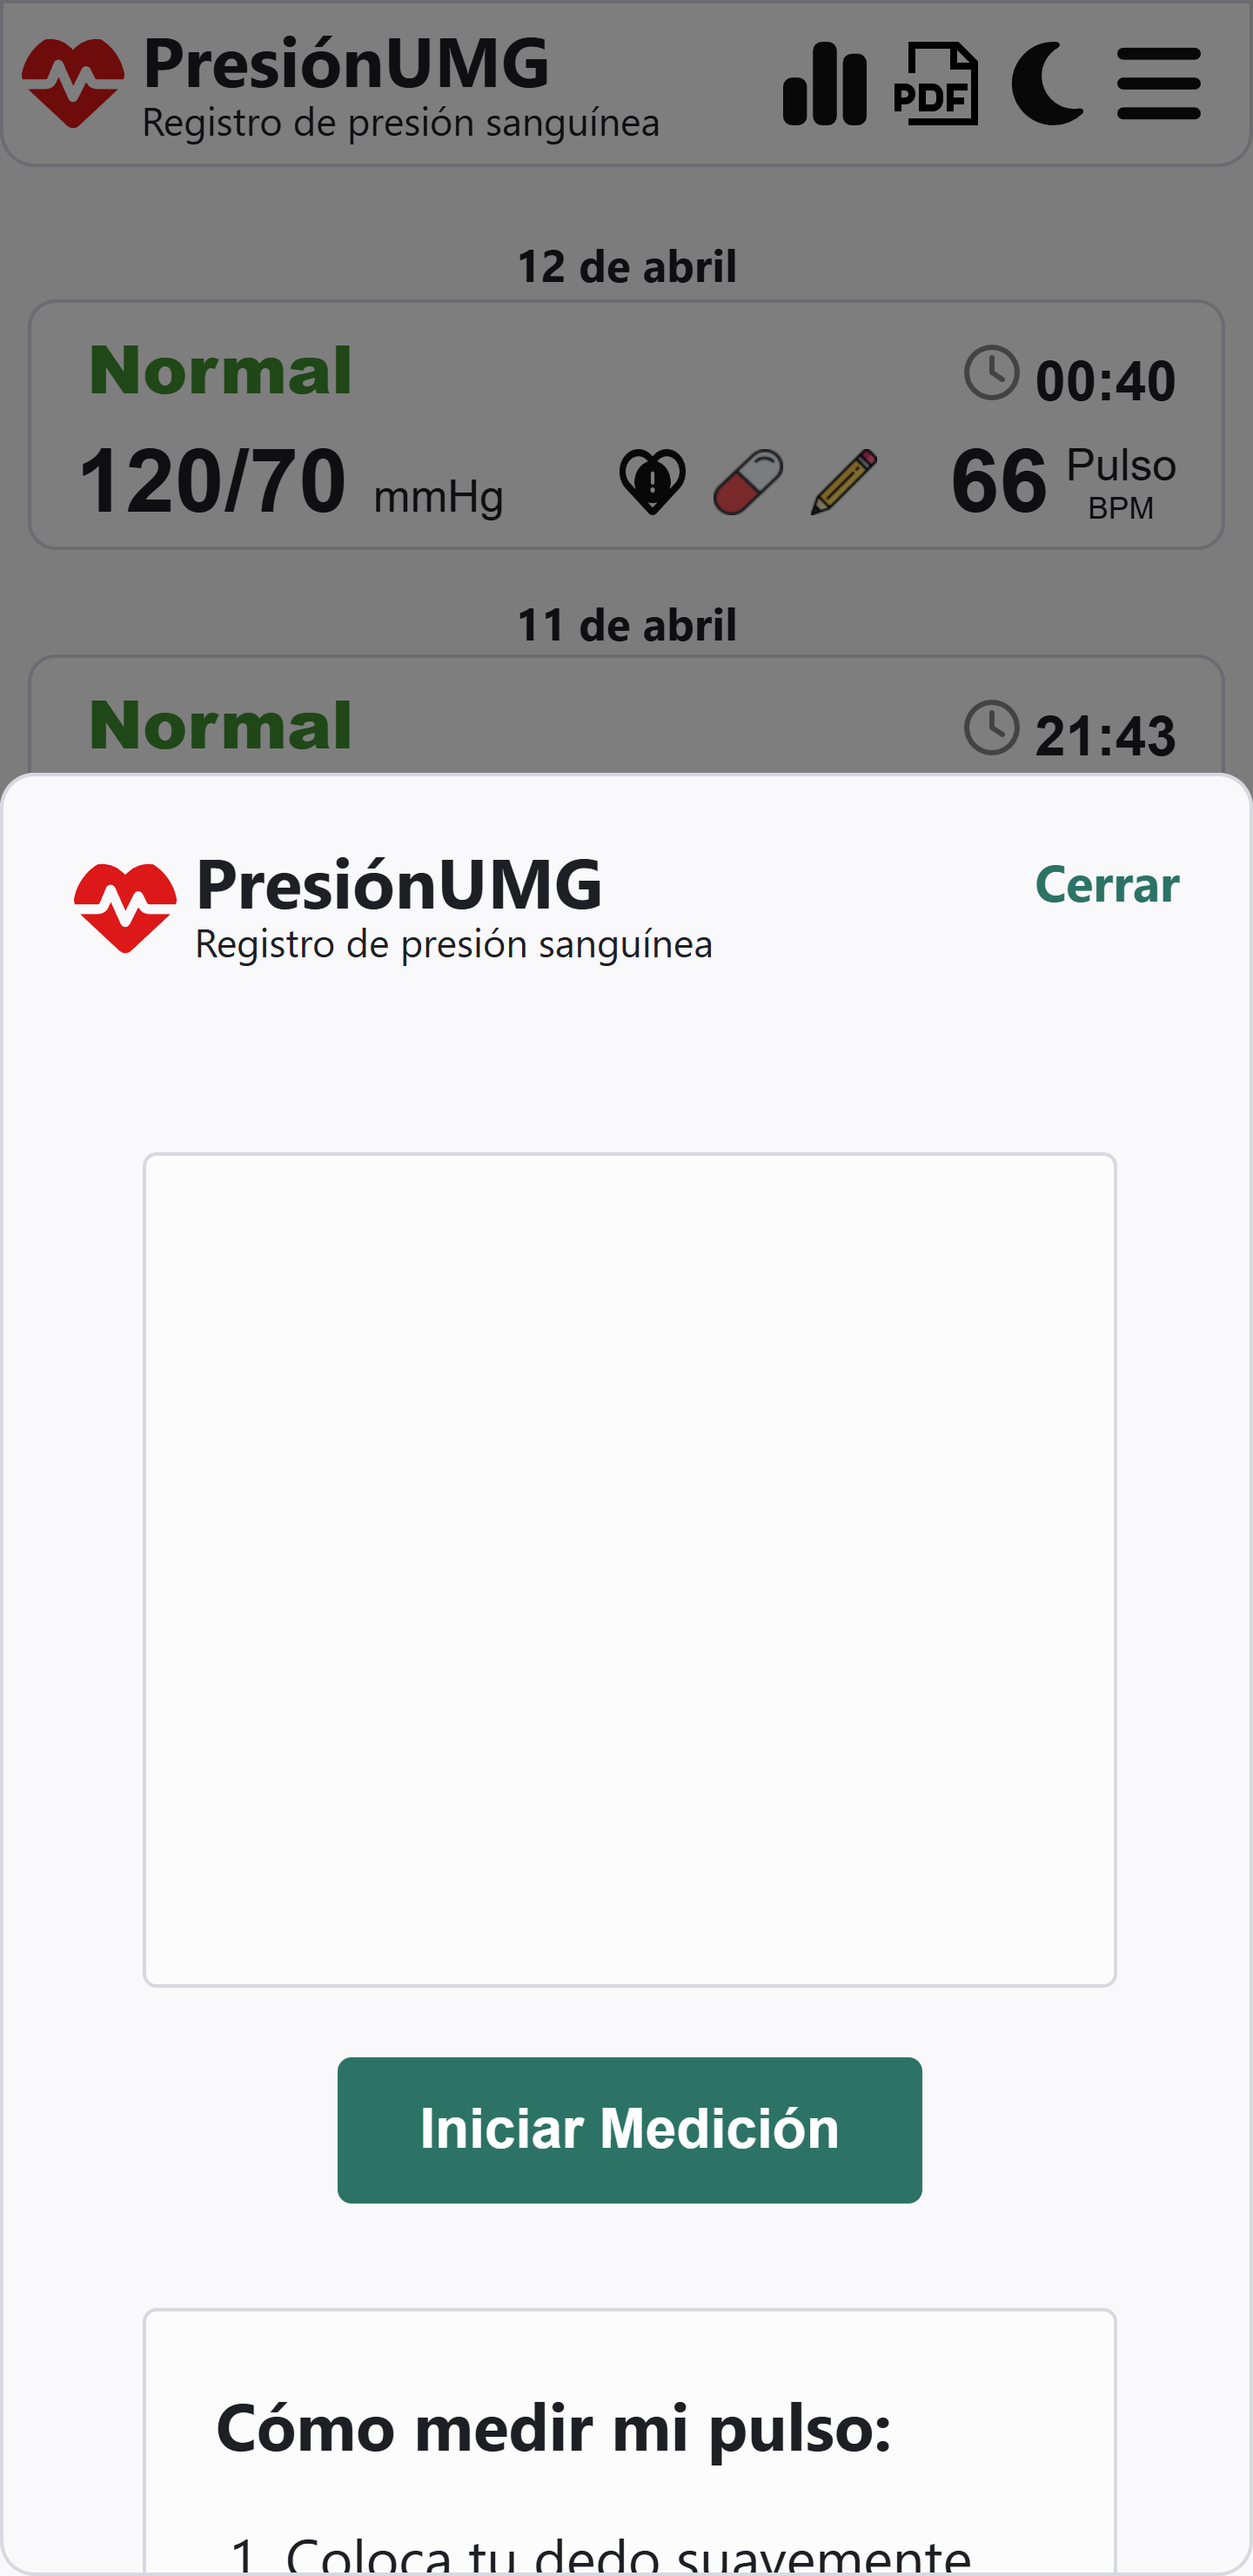 PresiónUMG
Registro de presión sanguínea
PDF
12 de abril
Normal
00:40
120/70 mmHg
66 Pulso
BPM
11 de abril
Normal
21:43
PresiónUMG
Cerrar
Registro de presión sanguínea
Iniciar Medición
Cómo medir mi pulso:
1. Coloca tu dedo suavemente